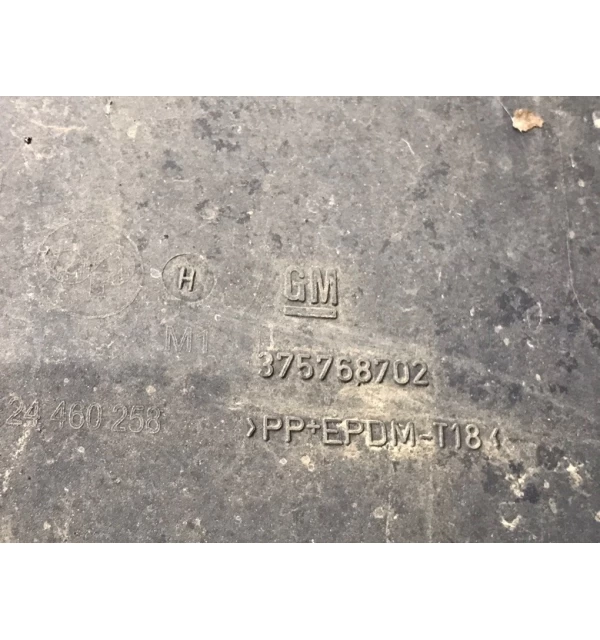 H
GM
M1
375768702
24 460 258
>PP+EPDM-T18<